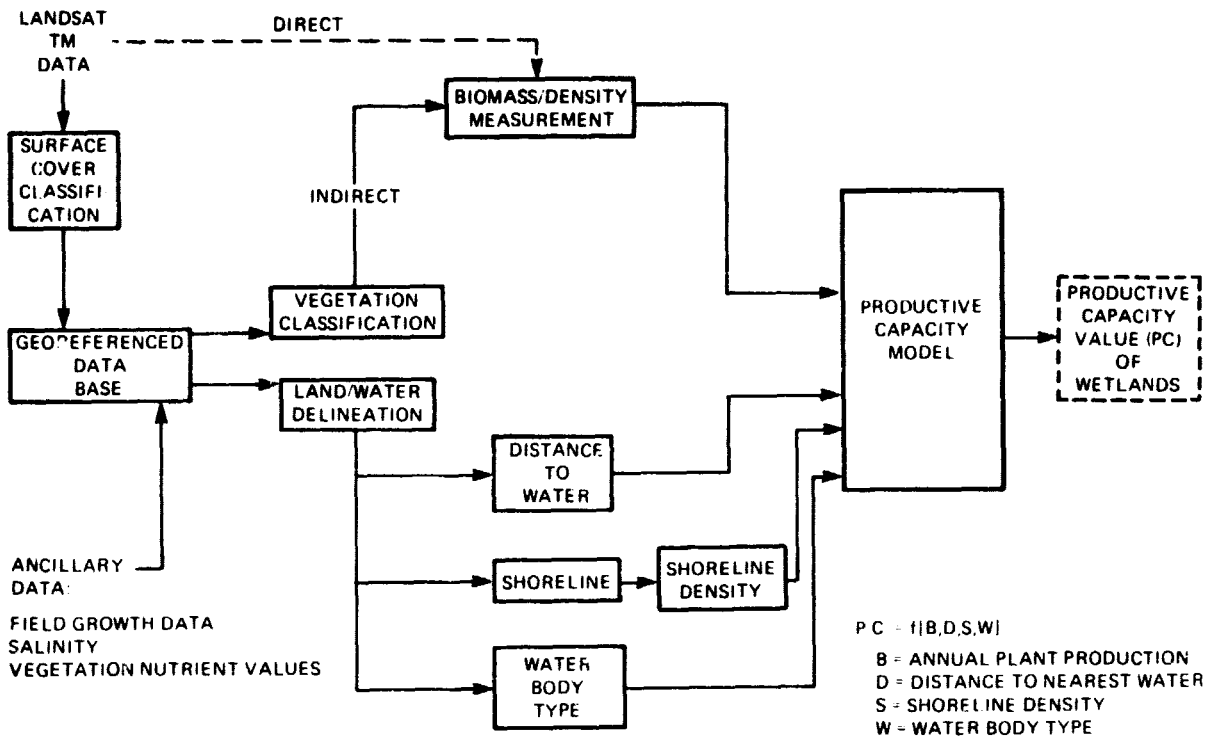 LANDSAT
TM
DATA
DIRECT
BIOMASS/DENSITY
MEASUREMENT
SURFACE
COVER
CLASSIFI
CATION
INDIRECT
VEGETATION
CLASSIFICATION
GEOREFERENCED
DATA
BASE
LAND/WATER
DELINEATION
PRODUCTIVE
CAPACITY
MODEL
PRODUCTIVE
CAPACITY
VALUE (PC)
OF
WETLANDS
DISTANCE
TO
WATER
SHORELINE
SHORELINE
DENSITY
WATER
BODY
TYPE
ANCILLARY
DATA:
FIELD GROWTH DATA
SALINITY
VEGETATION NUTRIENT VALUES
PC = f[B,D,S,W]
B = ANNUAL PLANT PRODUCTION
D = DISTANCE TO NEAREST WATER
S = SHORELINE DENSITY
W = WATER BODY TYPE